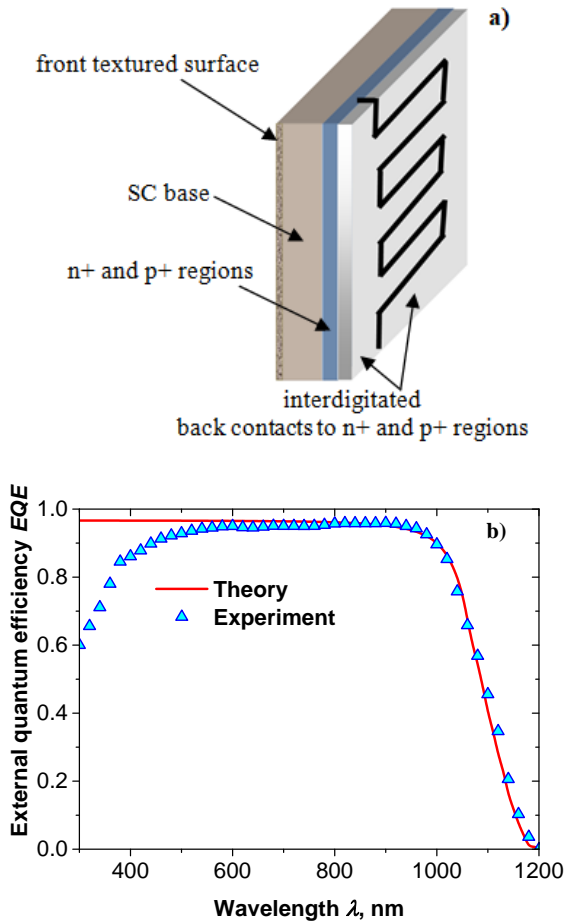 a)
front textured surface
SC base
n+ and p+ regions
interdigitated
back contacts to n+ and p+ regions
b)
External quantum efficiency EQE
1.0
0.8
0.6
0.4
0.2
0.0
Theory
Experiment
400 600 800 1000 1200
Wavelength λ, nm